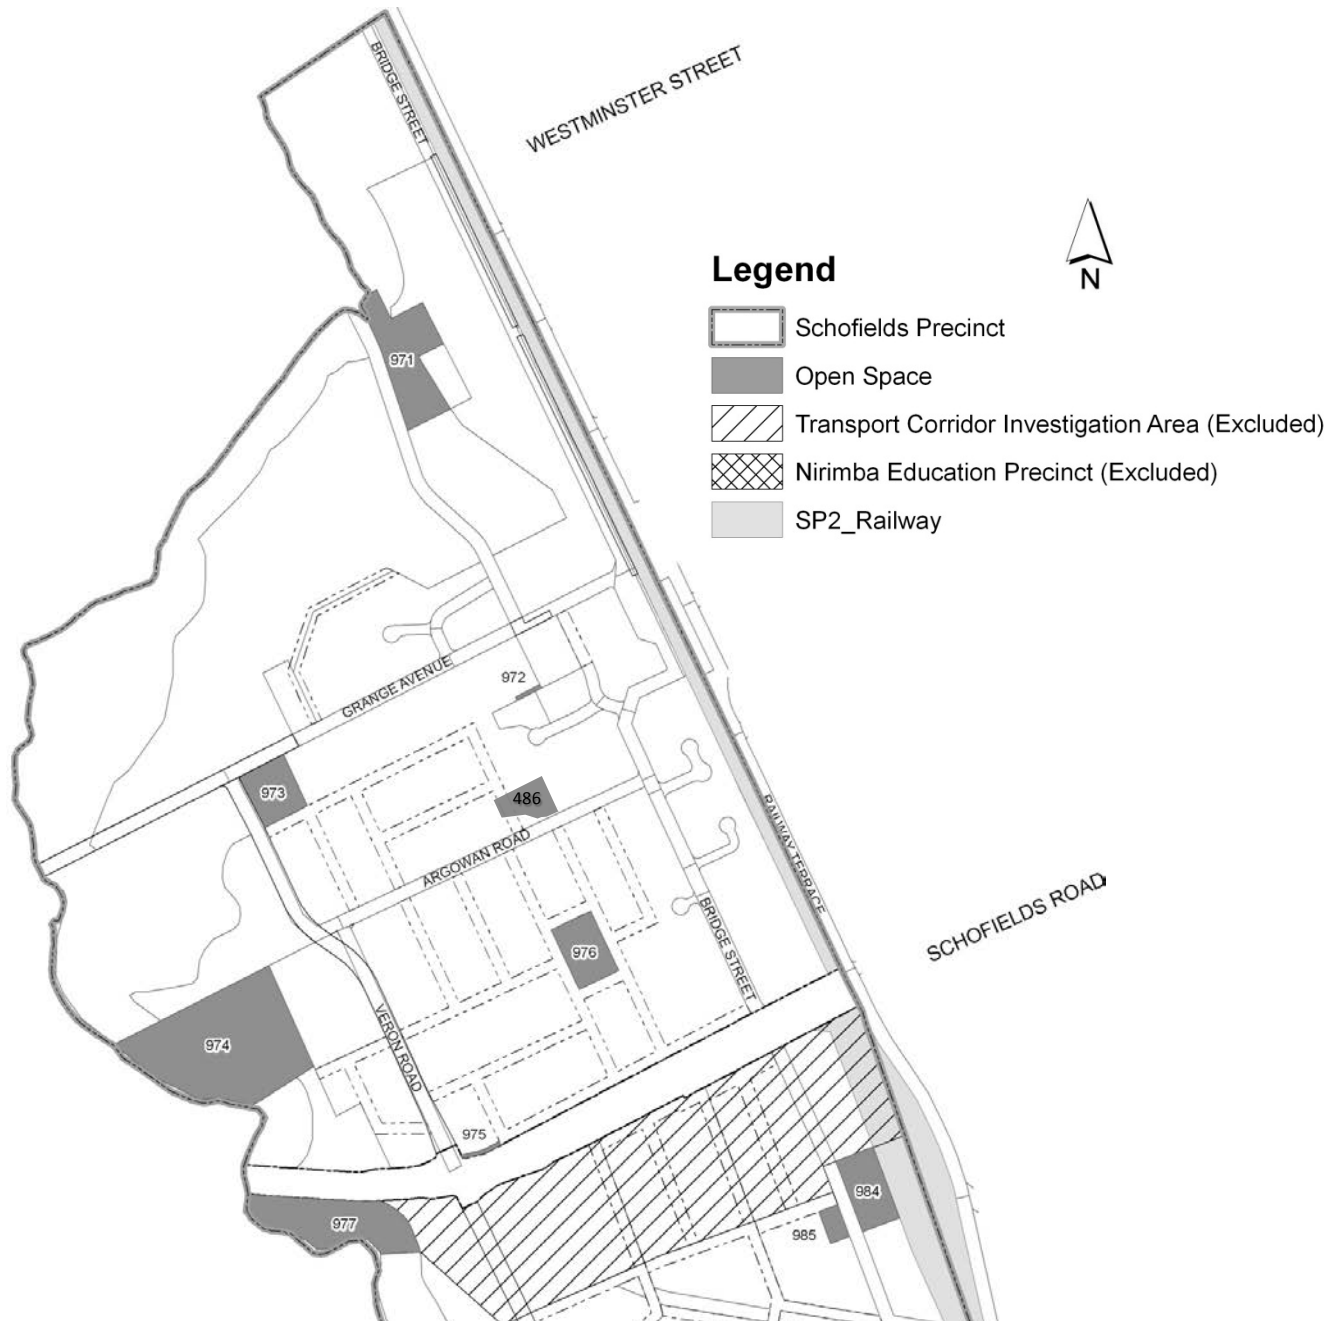 BRIDGE STREET
WESTMINSTER STREET
N
Legend
Schofields Precinct
Open Space
Transport Corridor Investigation Area (Excluded)
Nirimba Education Precinct (Excluded)
SP2_Railway
971
GRANGE AVENUE
972
973
486
ARGOWAN ROAD
RAILWAY TERRACE
SCHOFIELDS ROAD
BRIDGE STREET
976
974
VERON ROAD
975
984
977
985